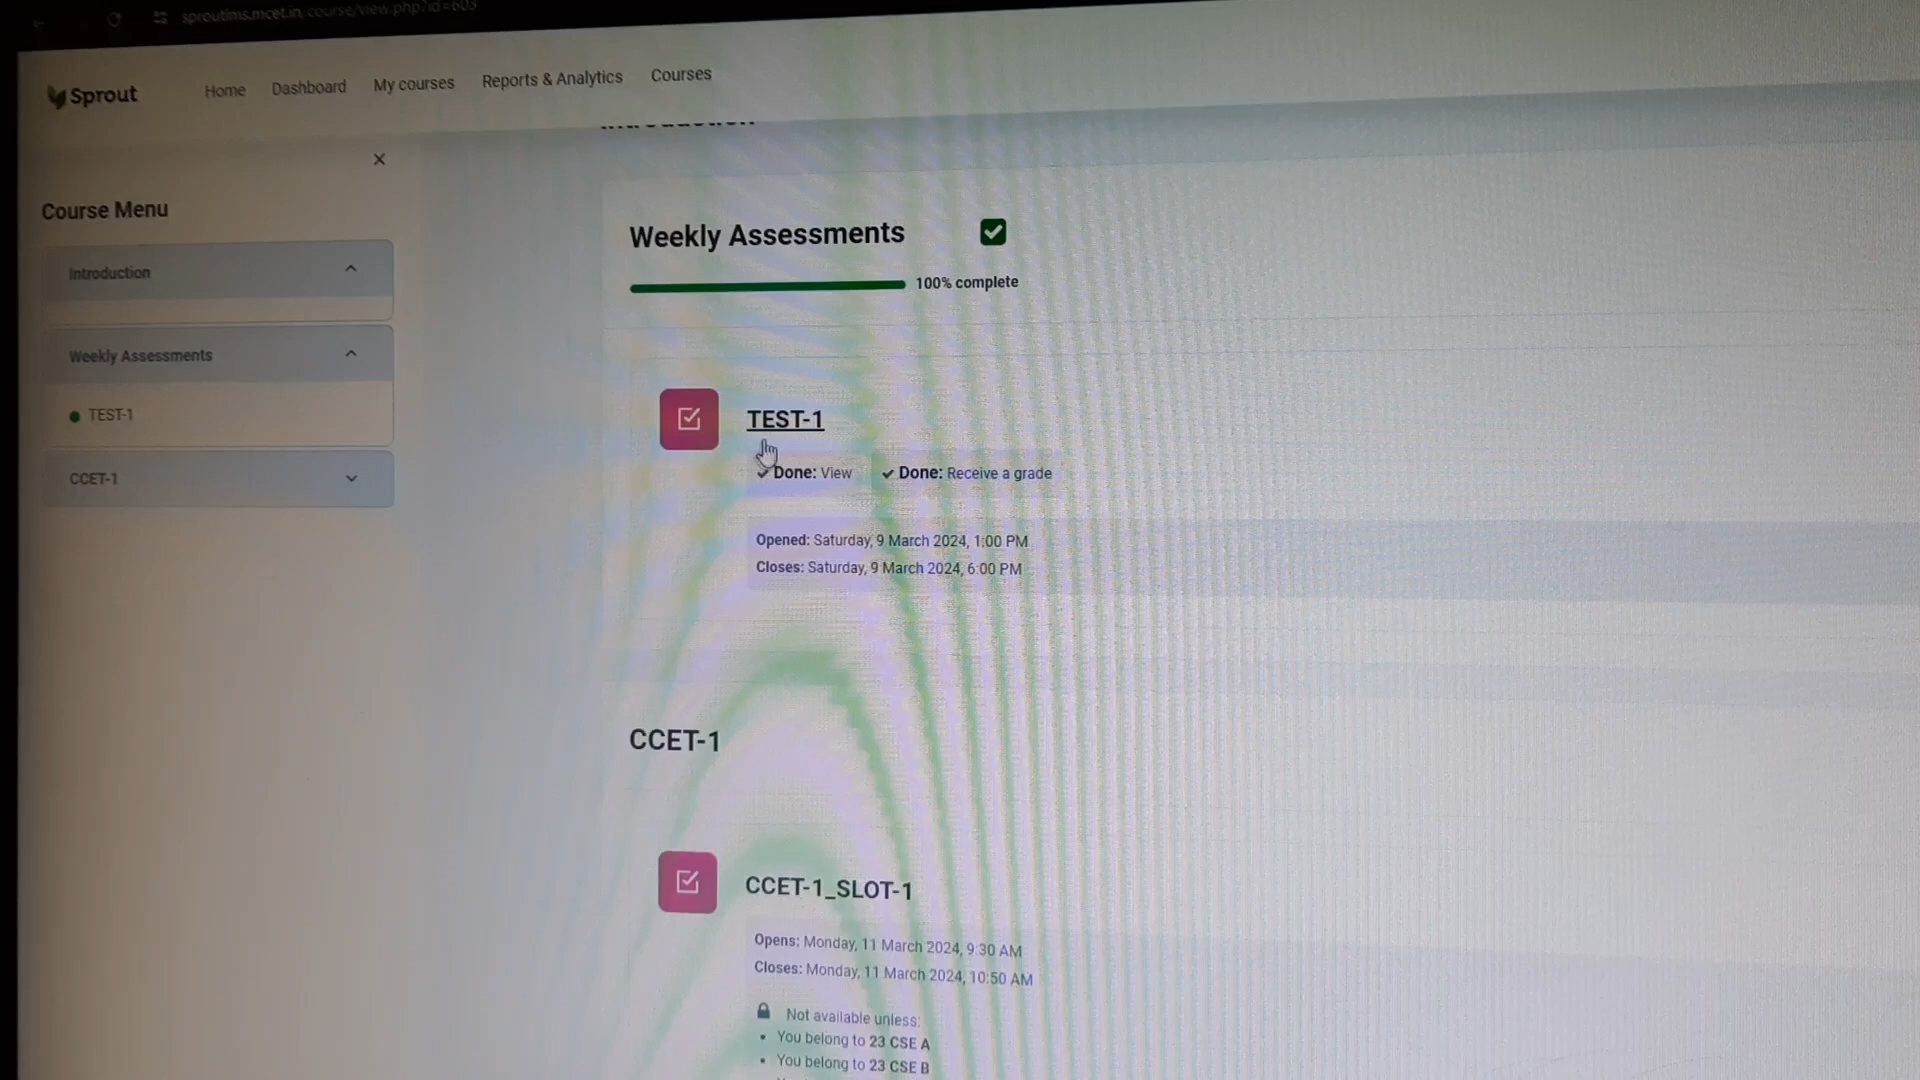 sproutlms.mcet.in/course/view.php?id=603
Sprout
Home Dashboard My courses Reports & Analytics Courses
Course Menu
Introduction
Weekly Assessments
TEST-1
CCET-1
Weekly Assessments
100% complete
TEST-1
Done: View Done: Receive a grade
Opened: Saturday, 9 March 2024, 1:00 PM
Closes: Saturday, 9 March 2024, 6:00 PM
CCET-1
CCET-1_SLOT-1
Opens: Monday, 11 March 2024, 9:30 AM
Closes: Monday, 11 March 2024, 10:50 AM
Not available unless:
• You belong to 23 CSE A
• You belong to 23 CSE B